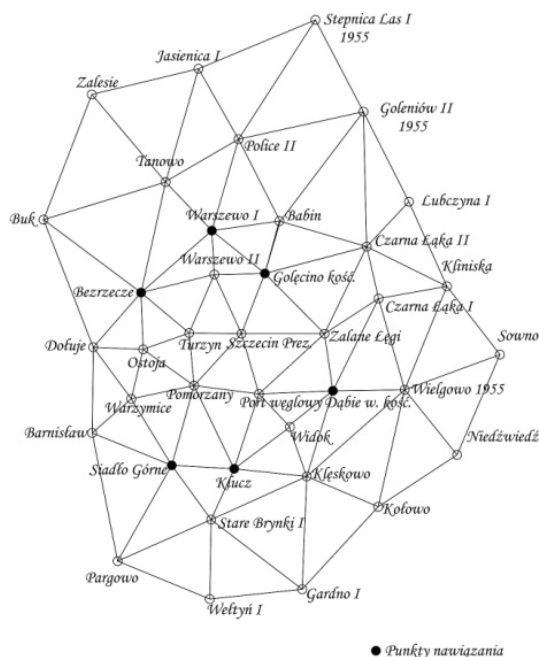 Stepnica Las I
1955
Jasienica I
Zalesie
Goleniów II
1955
Police II
Tanowo
Lubczyna I
Buk
Warszewo I
Babin
Czarna Łąka II
Warszewo II
Golęcino kość.
Kliniska
Bezrzecze
Czarna Łąka I
Dołuje
Turzyn
Szczecin Prez.
Zalane Łęgi
Sowno
Ostoja
Pomorzany
Port węglowy
Dąbie w. kość.
Wielgowo 1955
Warzymice
Barnisław
Widok
Niedźwiedź
Siadło Górne
Klucz
Klęskowo
Kołowo
Stare Brynki I
Pargowo
Wełtyń I
Gardno I
Punkty nawiązania